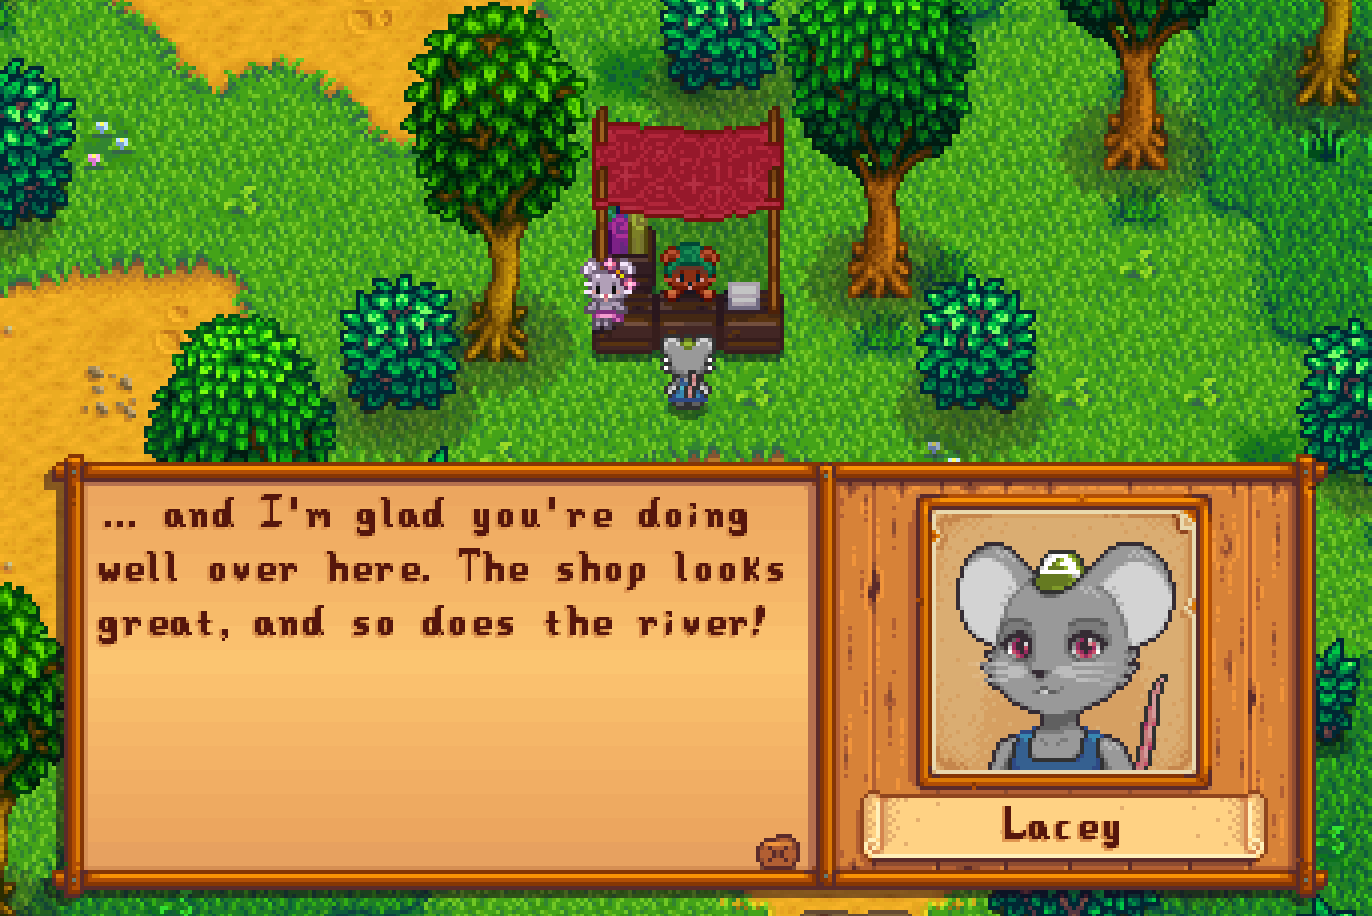 ... and I'm glad you're doing
well over here. The shop looks
great, and so does the river!
Lacey